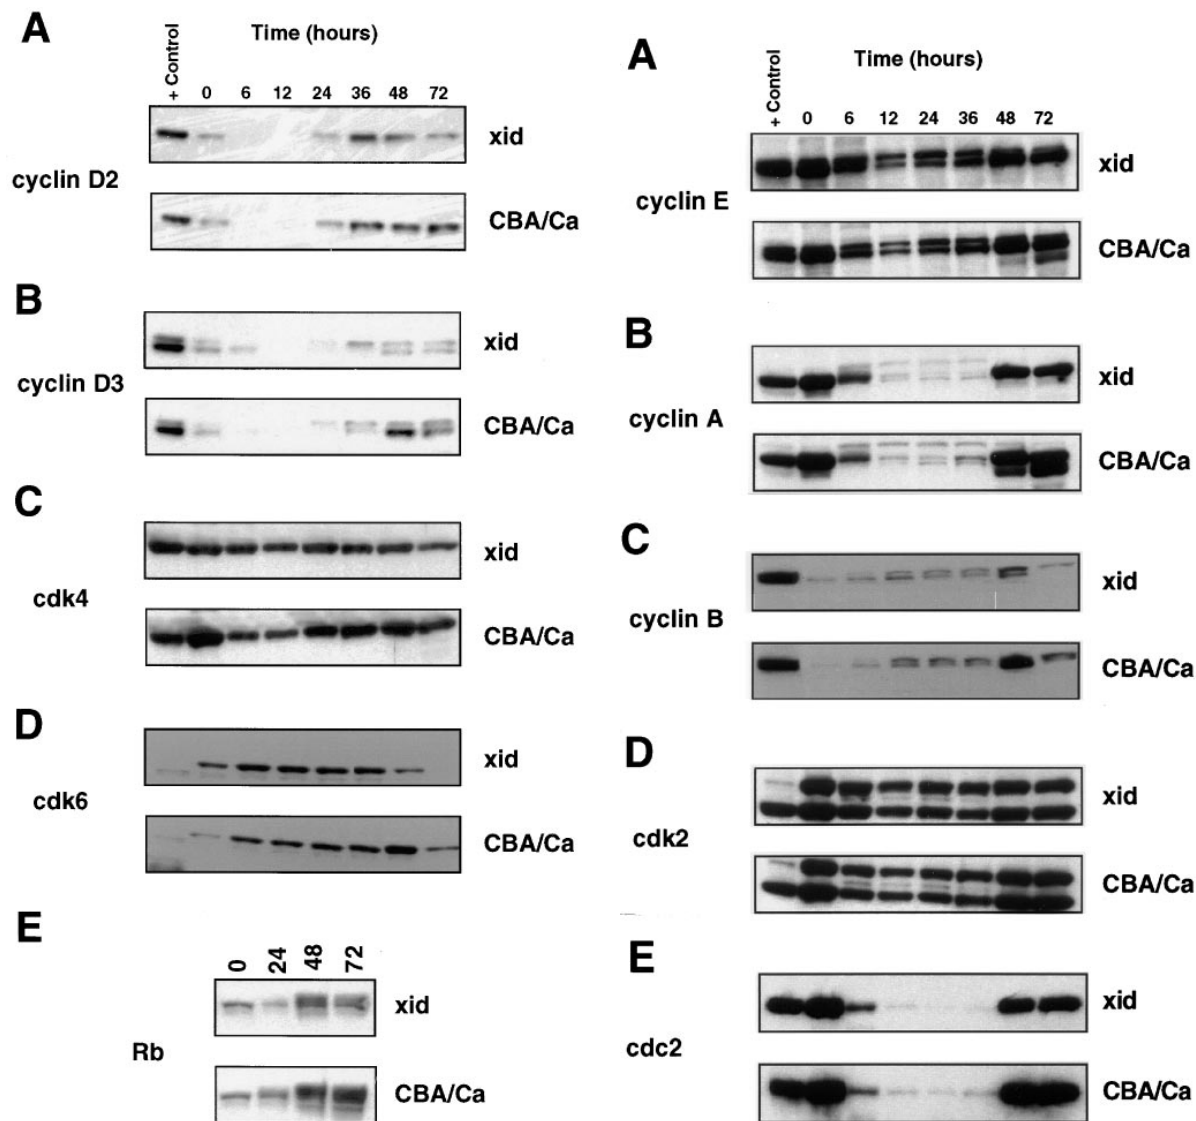 A
Time (hours)
+ Control
0 6 12 24 36 48 72
xid
cyclin D2
CBA/Ca
B
xid
cyclin D3
CBA/Ca
C
xid
cdk4
CBA/Ca
D
xid
cdk6
CBA/Ca
E
0 24 48 72
xid
Rb
CBA/Ca
A
Time (hours)
+ Control
0 6 12 24 36 48 72
xid
cyclin E
CBA/Ca
B
xid
cyclin A
CBA/Ca
C
xid
cyclin B
CBA/Ca
D
xid
cdk2
CBA/Ca
E
xid
cdc2
CBA/Ca